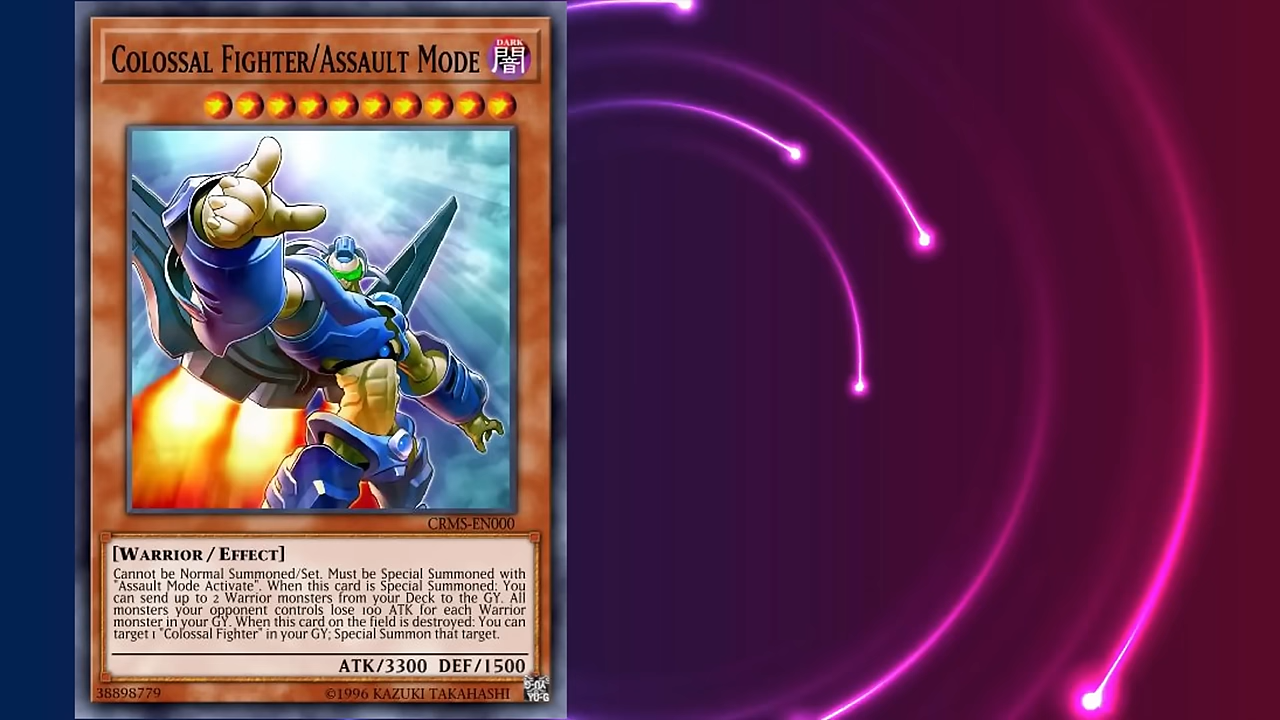 Colossal Fighter/Assault Mode
DARK
闇
CRMS-EN000
[Warrior / Effect]
Cannot be Normal Summoned/Set. Must be Special Summoned with
"Assault Mode Activate". When this card is Special Summoned: You
can send up to 2 Warrior monsters from your Deck to the GY. All
monsters your opponent controls lose 100 ATK for each Warrior
monster in your GY. When this card on the field is destroyed: You can
target 1 "Colossal Fighter" in your GY; Special Summon that target.
ATK/3300 DEF/1500
38898779
©1996 KAZUKI TAKAHASHI